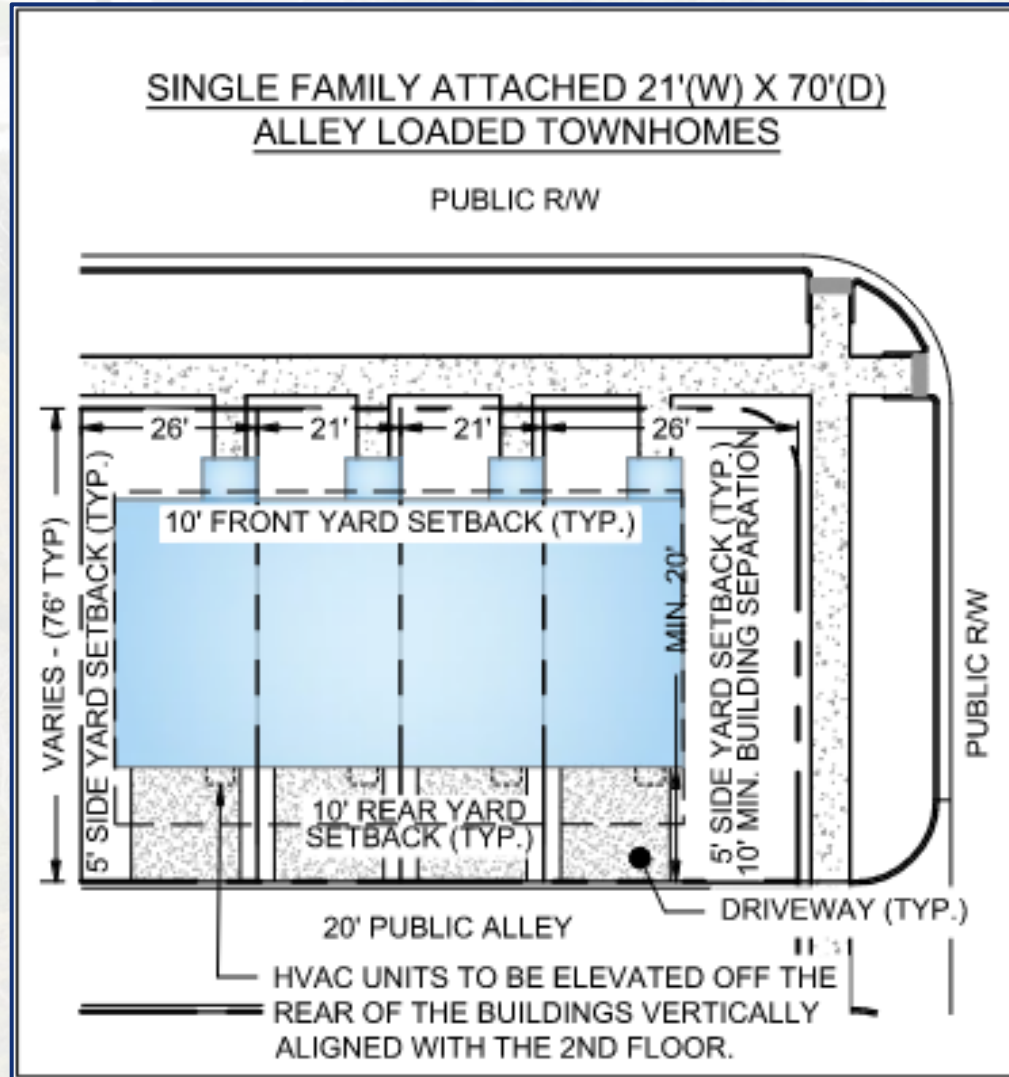 SINGLE FAMILY ATTACHED 21'(W) X 70'(D)
ALLEY LOADED TOWNHOMES
PUBLIC R/W
26'
21'
21'
26'
VARIES - (76' TYP)
5' SIDE YARD SETBACK (TYP.)
10' FRONT YARD SETBACK (TYP.)
MIN. 20'
5' SIDE YARD SETBACK (TYP.)
10' MIN. BUILDING SEPARATION
PUBLIC R/W
10' REAR YARD
SETBACK (TYP.)
DRIVEWAY (TYP.)
20' PUBLIC ALLEY
HVAC UNITS TO BE ELEVATED OFF THE
REAR OF THE BUILDINGS VERTICALLY
ALIGNED WITH THE 2ND FLOOR.